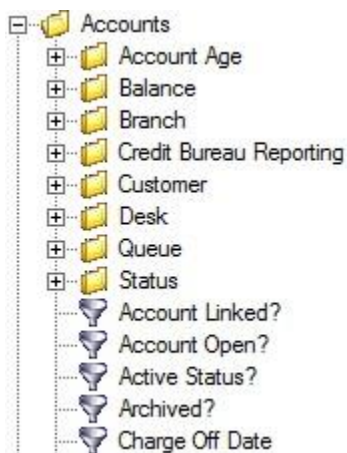 Accounts
Account Age
Balance
Branch
Credit Bureau Reporting
Customer
Desk
Queue
Status
Account Linked?
Account Open?
Active Status?
Archived?
Charge Off Date